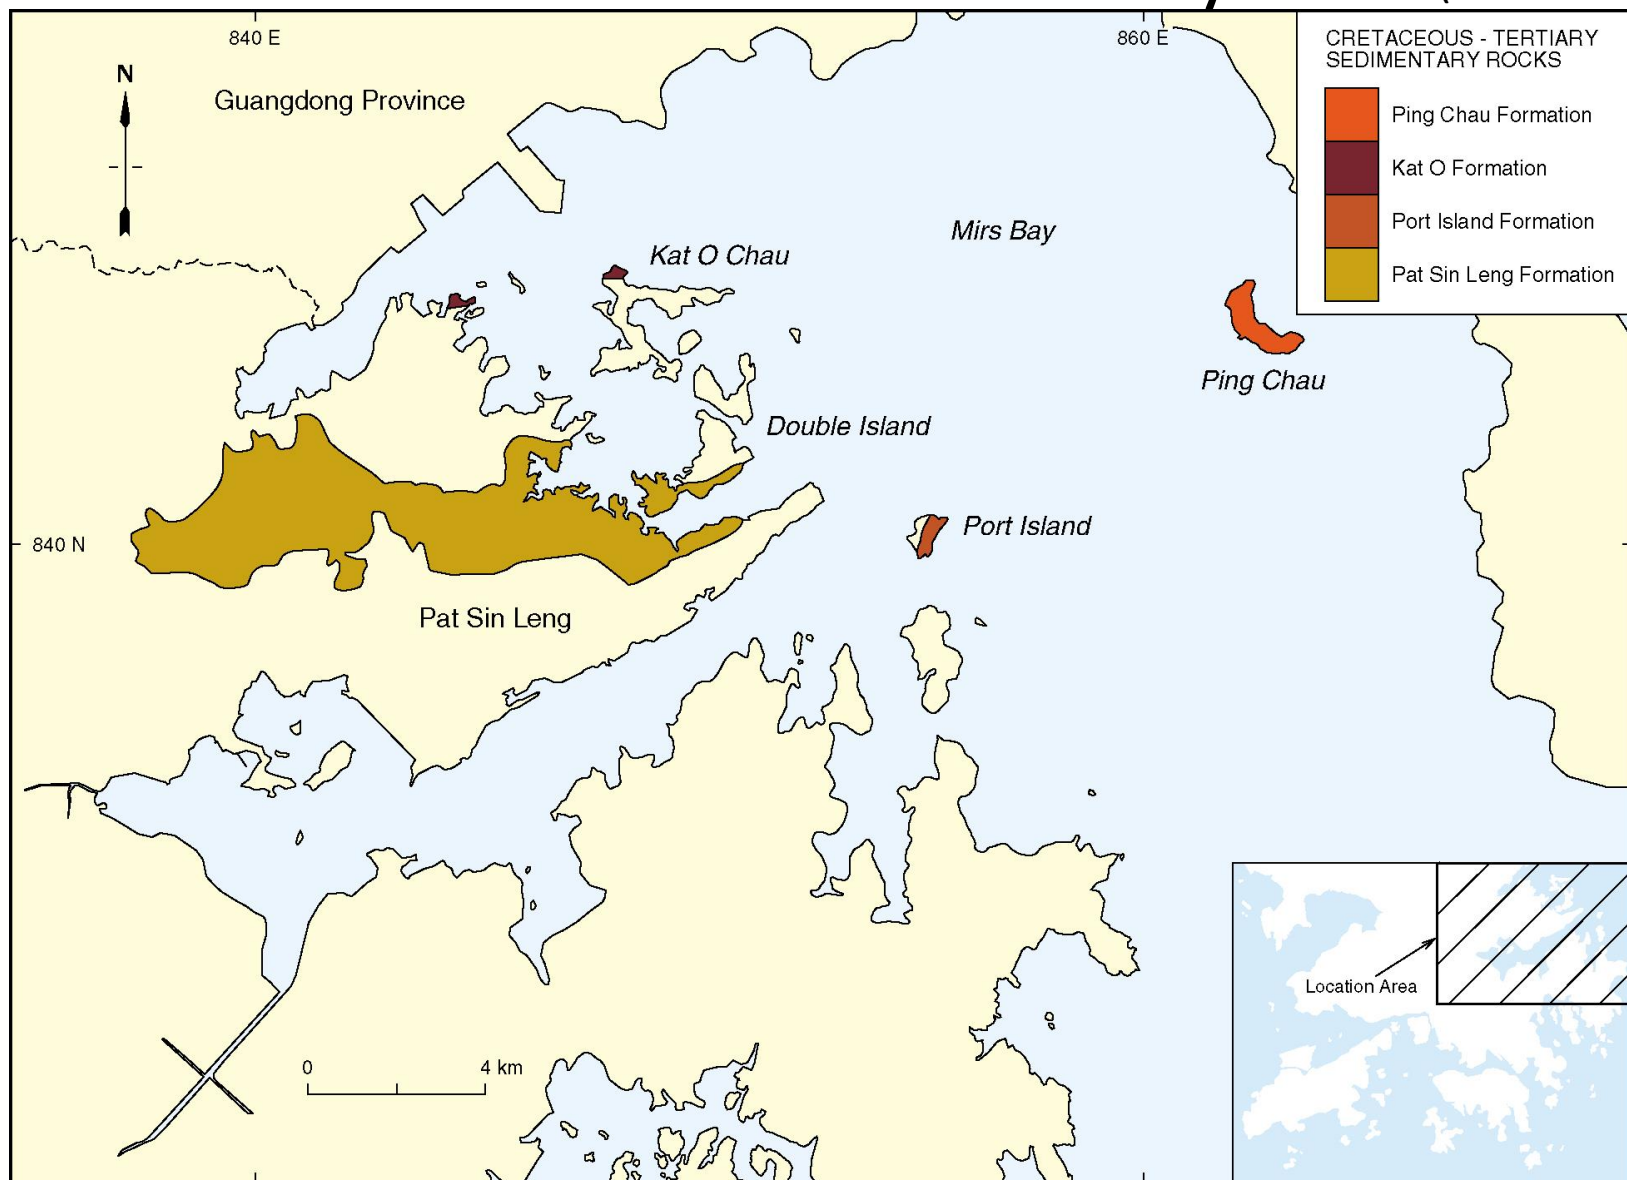 840 E
860 E
N
Guangdong Province
CRETACEOUS - TERTIARY
SEDIMENTARY ROCKS
Ping Chau Formation
Kat O Formation
Port Island Formation
Pat Sin Leng Formation
Mirs Bay
Kat O Chau
Ping Chau
Double Island
Port Island
840 N
Pat Sin Leng
Location Area
0 4 km